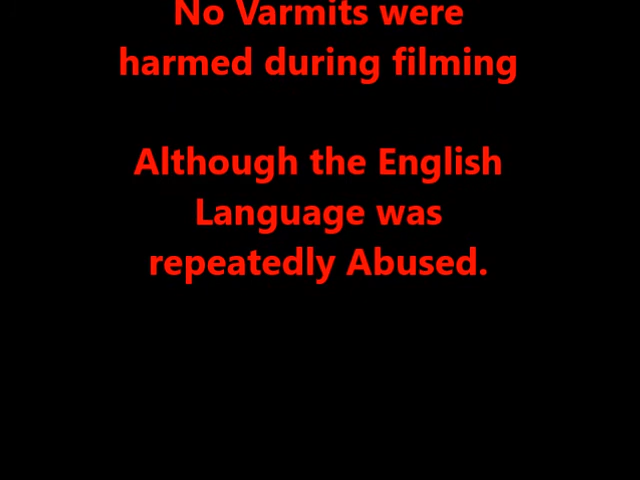 No Varmits were
harmed during filming
Although the English
Language was
repeatedly Abused.